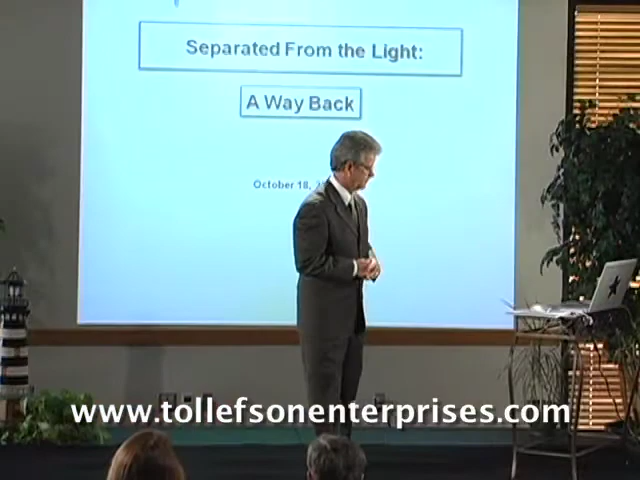 Separated From the Light:
A Way Back
October 18,
www.tollefsonenterprises.com